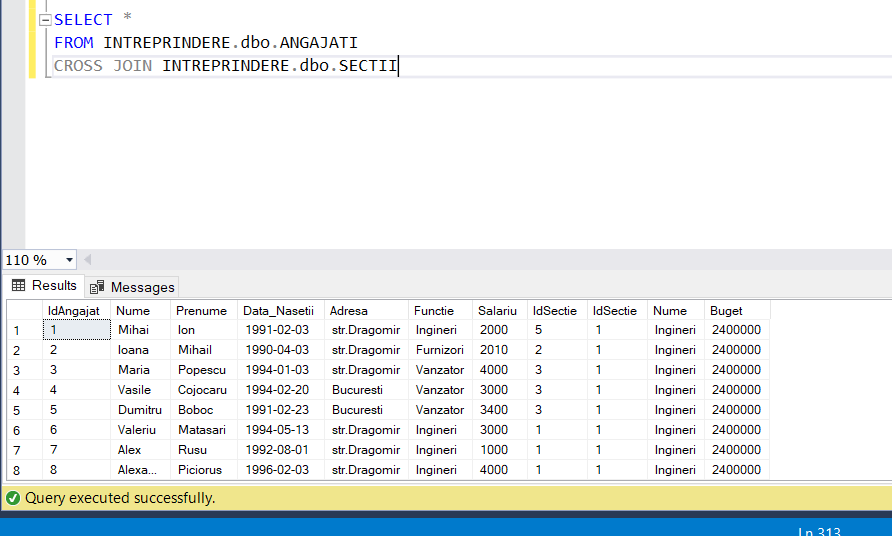 SELECT *
FROM INTREPRINDERE.dbo.ANGAJATI
CROSS JOIN INTREPRINDERE.dbo.SECTII
110 %
Results Messages
IdAngajat Nume Prenume Data_Nasetii Adresa Functie Salariu IdSectie IdSectie Nume Buget
1 1 Mihai Ion 1991-02-03 str.Dragomir Ingineri 2000 5 1 Ingineri 2400000
2 2 Ioana Mihail 1990-04-03 str.Dragomir Furnizori 2010 2 1 Ingineri 2400000
3 3 Maria Popescu 1994-01-03 str.Dragomir Vanzator 4000 3 1 Ingineri 2400000
4 4 Vasile Cojocaru 1994-02-20 Bucuresti Vanzator 3000 3 1 Ingineri 2400000
5 5 Dumitru Boboc 1991-02-23 Bucuresti Vanzator 3400 3 1 Ingineri 2400000
6 6 Valeriu Matasari 1994-05-13 str.Dragomir Ingineri 3000 1 1 Ingineri 2400000
7 7 Alex Rusu 1992-08-01 str.Dragomir Ingineri 1000 1 1 Ingineri 2400000
8 8 Alexa... Piciorus 1996-02-03 str.Dragomir Ingineri 4000 1 1 Ingineri 2400000
Query executed successfully.
Ln 313